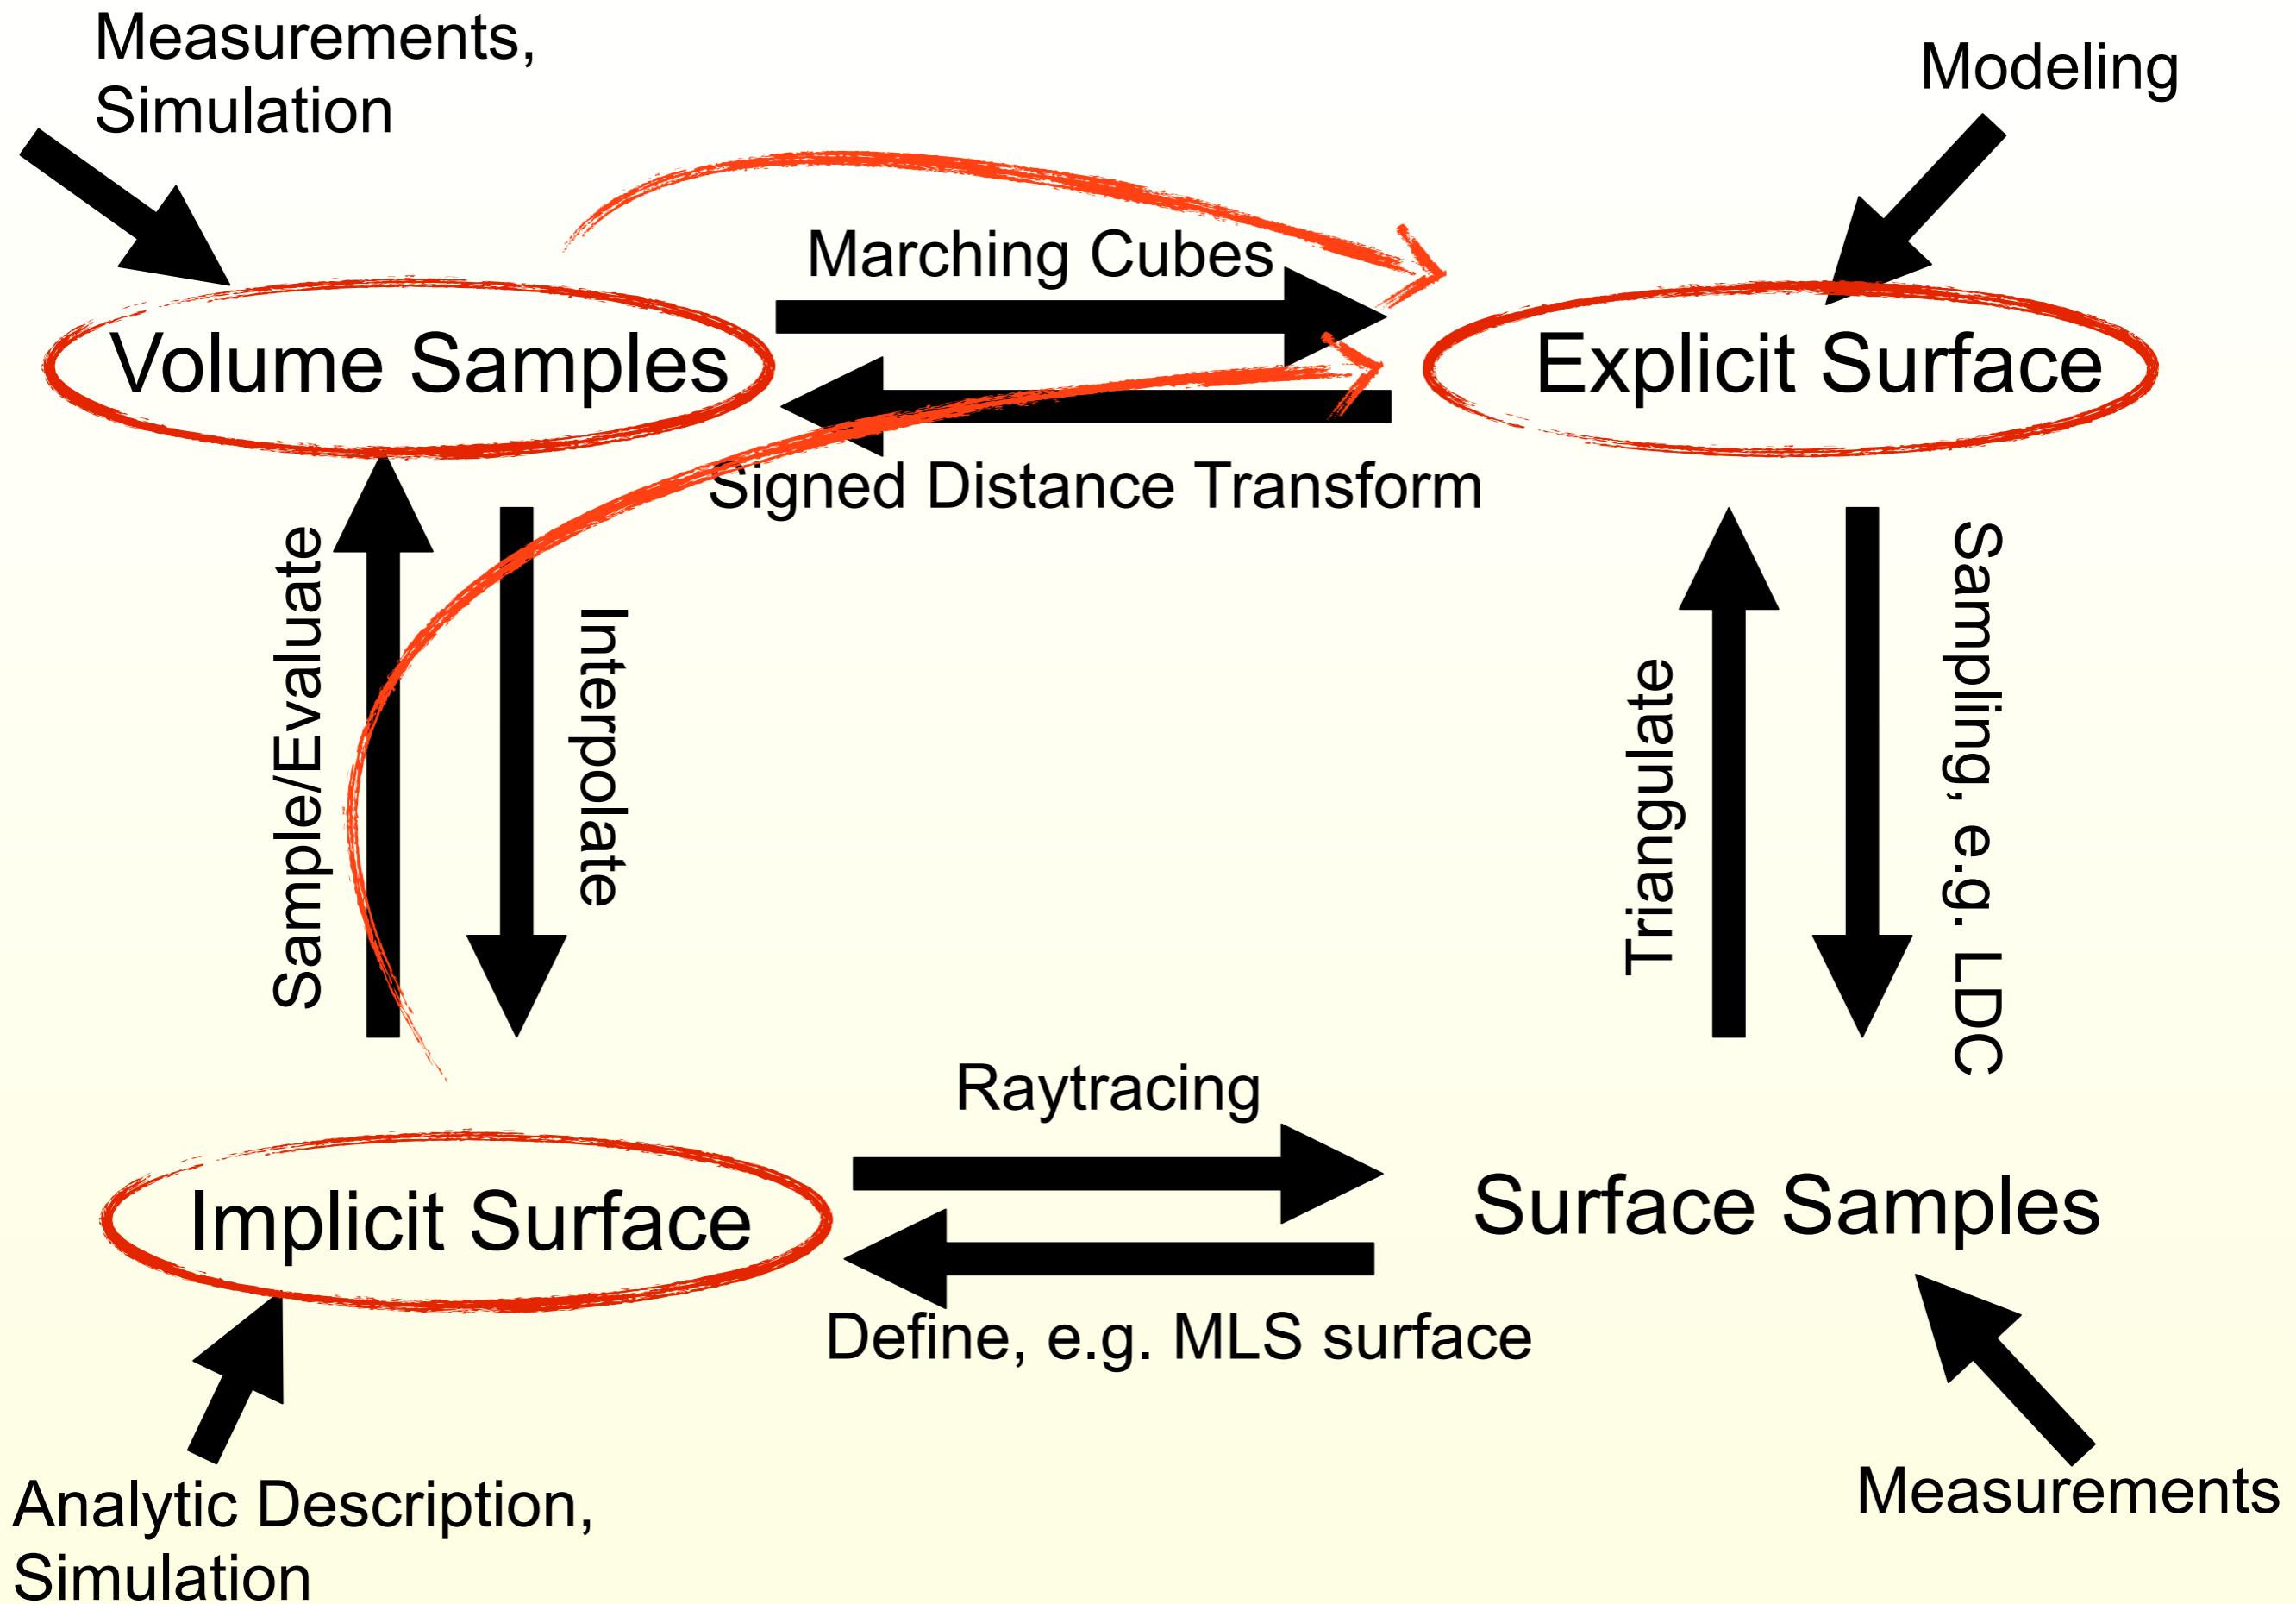 Measurements,
Simulation
Modeling
Marching Cubes
Volume Samples
Explicit Surface
Signed Distance Transform
Sample/Evaluate
Interpolate
Triangulate
Sampling, e.g. LDC
Raytracing
Implicit Surface
Surface Samples
Define, e.g. MLS surface
Analytic Description,
Simulation
Measurements